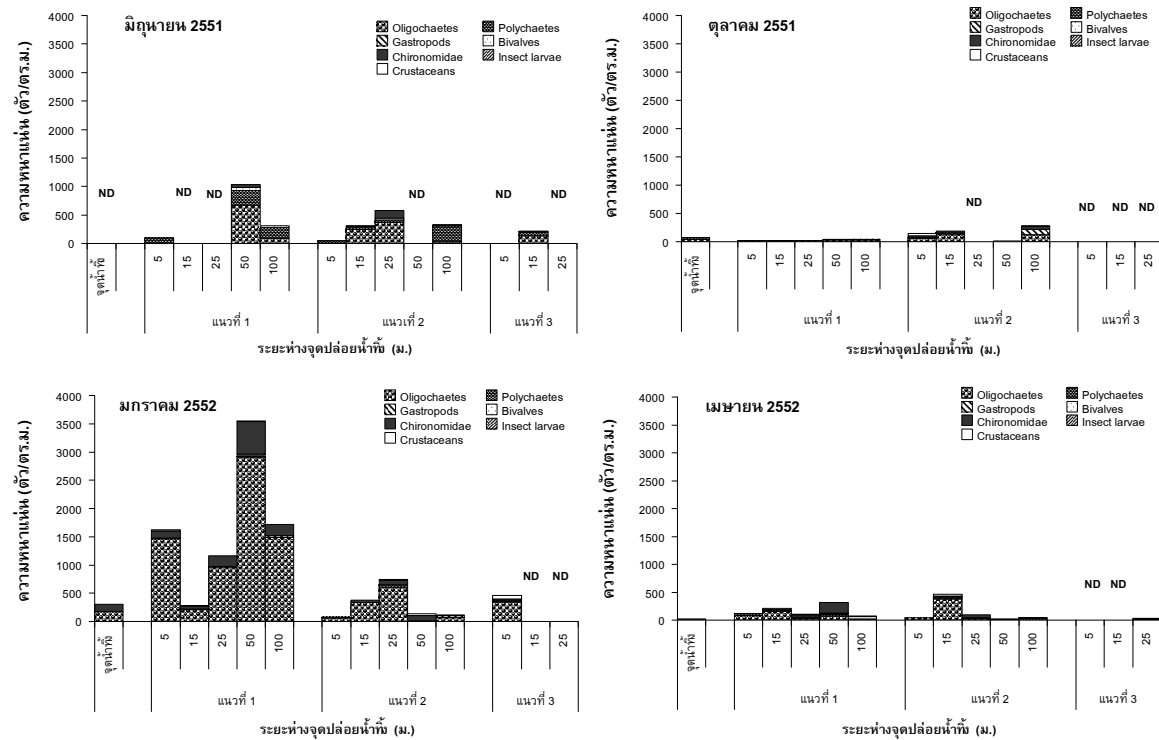 มิถุนายน 2551
Oligochaetes Polychaetes
Gastropods Bivalves
Chironomidae Insect larvae
Crustaceans
ความหนาแน่น (ตัว/ตร.ม.)
4000
3500
3000
2500
2000
1500
1000
500
0
ND ND ND ND ND ND
จุดน้ำทิ้ง 5 15 25 50 100 5 15 25 50 100 5 15 25
แนวที่ 1 แนวเที่ 2 แนวที่ 3
ระยะห่างจุดปล่อยน้ำทิ้ง (ม.)
ตุลาคม 2551
Oligochaetes Polychaetes
Gastropods Bivalves
Chironomidae Insect larvae
Crustaceans
ความหนาแน่น (ตัว/ตร.ม.)
4000
3500
3000
2500
2000
1500
1000
500
0
ND ND ND ND
จุดน้ำทิ้ง 5 15 25 50 100 5 15 25 50 100 5 15 25
แนวที่ 1 แนวที่ 2 แนวที่ 3
ระยะห่างจุดปล่อยน้ำทิ้ง (ม.)
มกราคม 2552
Oligochaetes Polychaetes
Gastropods Bivalves
Chironomidae Insect larvae
Crustaceans
ความหนาแน่น (ตัว/ตร.ม.)
4000
3500
3000
2500
2000
1500
1000
500
0
ND ND
จุดน้ำทิ้ง 5 15 25 50 100 5 15 25 50 100 5 15 25
แนวที่ 1 แนวที่ 2 แนวที่ 3
ระยะห่างจุดปล่อยน้ำทิ้ง (ม.)
เมษายน 2552
Oligochaetes Polychaetes
Gastropods Bivalves
Chironomidae Insect larvae
Crustaceans
ความหนาแน่น (ตัว/ตร.ม.)
4000
3500
3000
2500
2000
1500
1000
500
0
ND ND
จุดน้ำทิ้ง 5 15 25 50 100 5 15 25 50 100 5 15 25
แนวที่ 1 แนวที่ 2 แนวที่ 3
ระยะห่างจุดปล่อยน้ำทิ้ง (ม.)